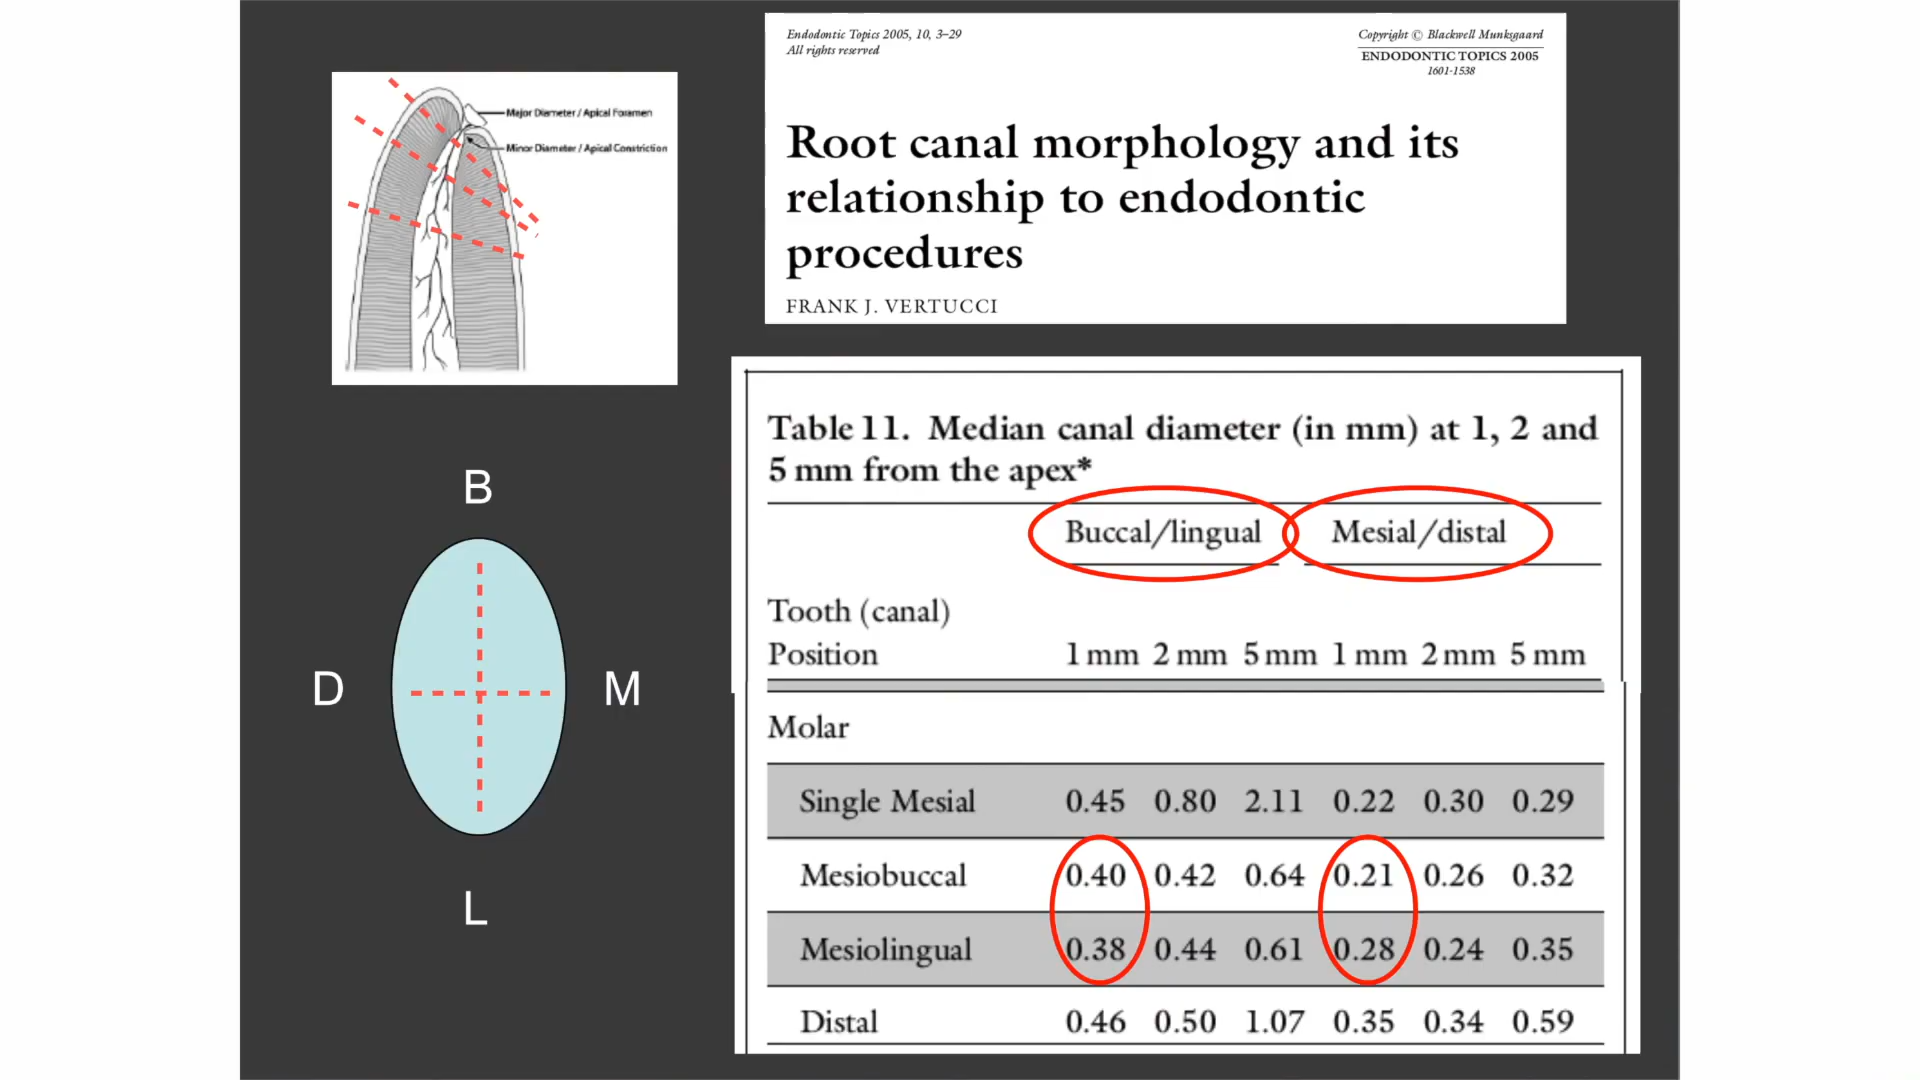 Major Diameter / Apical Foramen
Minor Diameter / Apical Constriction
B
D
M
L
Endodontic Topics 2005, 10, 3–29
All rights reserved
Copyright © Blackwell Munksgaard
ENDODONTIC TOPICS 2005
1601-1538
Root canal morphology and its
relationship to endodontic
procedures
FRANK J. VERTUCCI
Table 11. Median canal diameter (in mm) at 1, 2 and
5 mm from the apex*
Buccal/lingual Mesial/distal
Tooth (canal)
Position 1 mm 2 mm 5 mm 1 mm 2 mm 5 mm
Molar
Single Mesial 0.45 0.80 2.11 0.22 0.30 0.29
Mesiobuccal 0.40 0.42 0.64 0.21 0.26 0.32
Mesiolingual 0.38 0.44 0.61 0.28 0.24 0.35
Distal 0.46 0.50 1.07 0.35 0.34 0.59